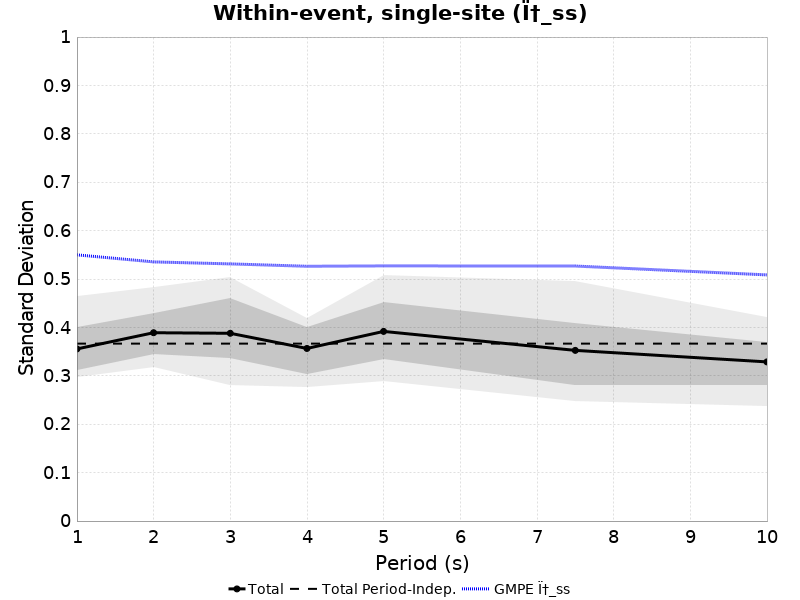 Within-event, single-site (Ï†_ss)
Standard Deviation
1
0.9
0.8
0.7
0.6
0.5
0.4
0.3
0.2
0.1
0
1 2 3 4 5 6 7 8 9 10
Period (s)
Total Total Period-Indep. GMPE Ï†_ss